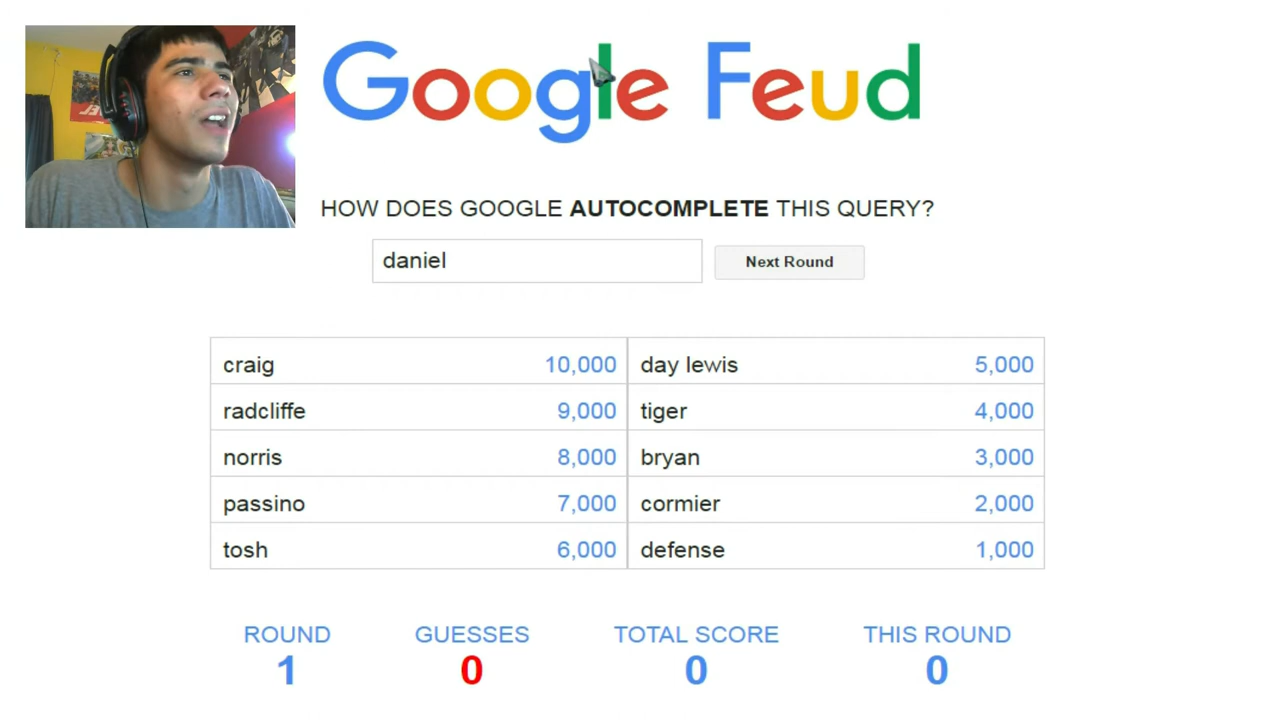 Google Feud
HOW DOES GOOGLE AUTOCOMPLETE THIS QUERY?
daniel
Next Round
craig 10,000 day lewis 5,000
radcliffe 9,000 tiger 4,000
norris 8,000 bryan 3,000
passino 7,000 cormier 2,000
tosh 6,000 defense 1,000
ROUND GUESSES TOTAL SCORE THIS ROUND
1 0 0 0